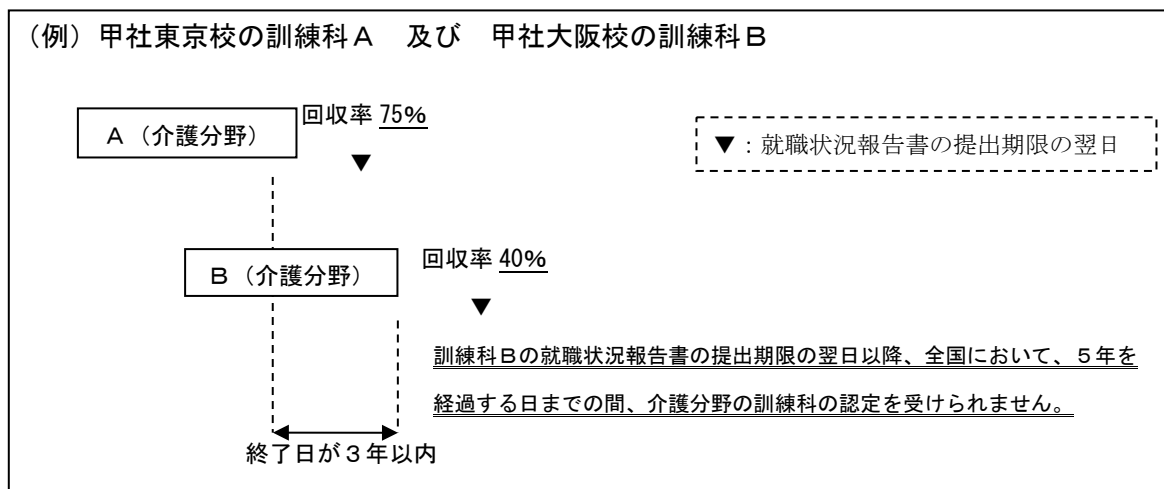 （例）甲社東京校の訓練科Ａ　及び　甲社大阪校の訓練科Ｂ
Ａ（介護分野）
回収率 75%
▼
▼：就職状況報告書の提出期限の翌日
Ｂ（介護分野）
回収率 40%
▼
訓練科Ｂの就職状況報告書の提出期限の翌日以降、全国において、５年を
経過する日までの間、介護分野の訓練科の認定を受けられません。
終了日が３年以内